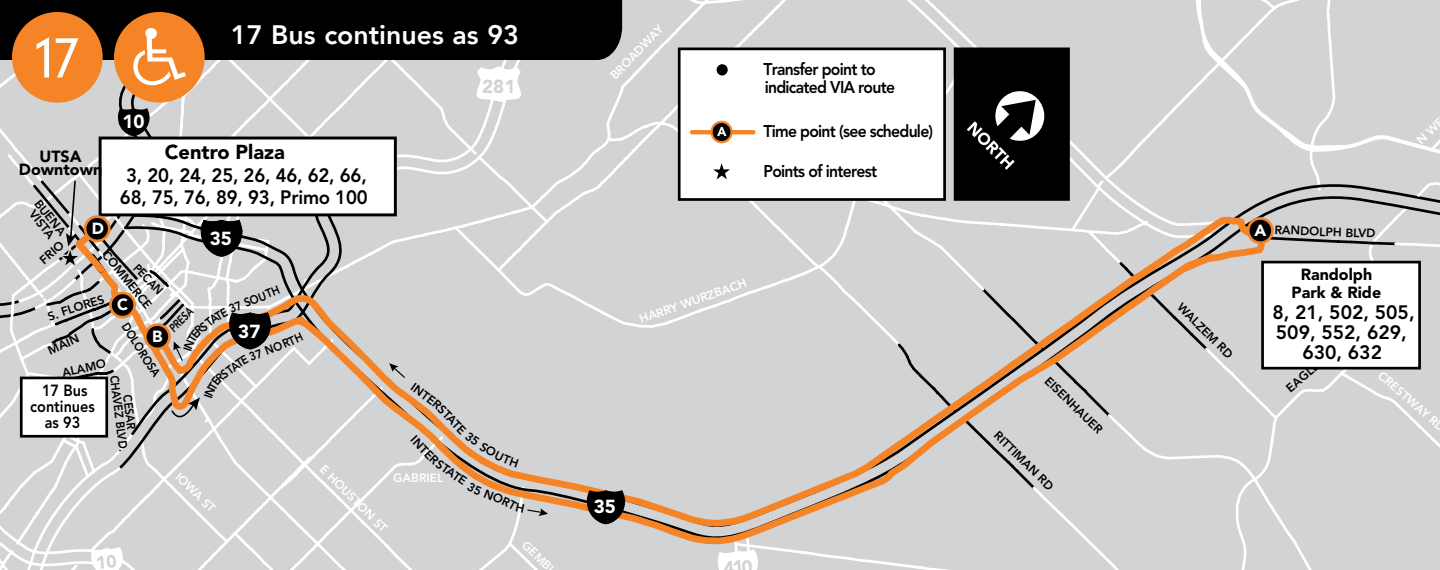 17
17 Bus continues as 93
BROADWAY
281
10
Transfer point to
indicated VIA route
A
Time point (see schedule)
Points of interest
NORTH
UTSA
Downtown
Centro Plaza
3, 20, 24, 25, 26, 46, 62, 66,
68, 75, 76, 89, 93, Primo 100
BUENA
VISTA
FRIO
D
35
COMMERCE
PECAN
PRESA
S. FLORES
C
MAIN
DOLOROSA
B
INTERSTATE 37 SOUTH
37
INTERSTATE 37 NORTH
ALAMO
CESAR
CHAVEZ BLVD.
17 Bus
continues
as 93
HARRY WURZBACH
A
RANDOLPH BLVD
Randolph
Park & Ride
8, 21, 502, 505,
509, 552, 629,
630, 632
WALZEM RD
EISENHAUER
RITTIMAN RD
CRESTWAY RD
INTERSTATE 35 SOUTH
INTERSTATE 35 NORTH
GABRIEL
35
IOWA ST
E HOUSTON ST
10
410